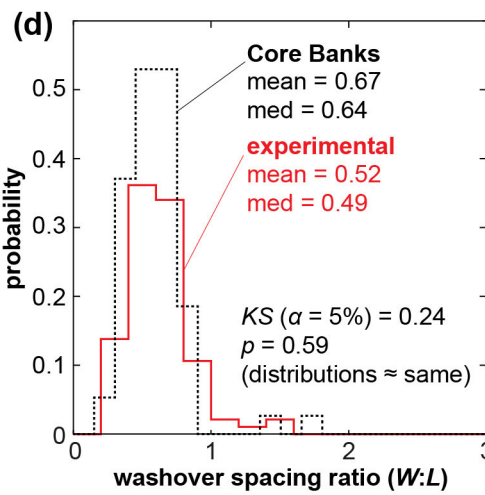 (d)
Core Banks
mean = 0.67
med = 0.64
experimental
mean = 0.52
med = 0.49
KS (α = 5%) = 0.24
p = 0.59
(distributions ≈ same)
probability
0.5
0.4
0.3
0.2
0.1
0
0 1 2 3
washover spacing ratio (W:L)